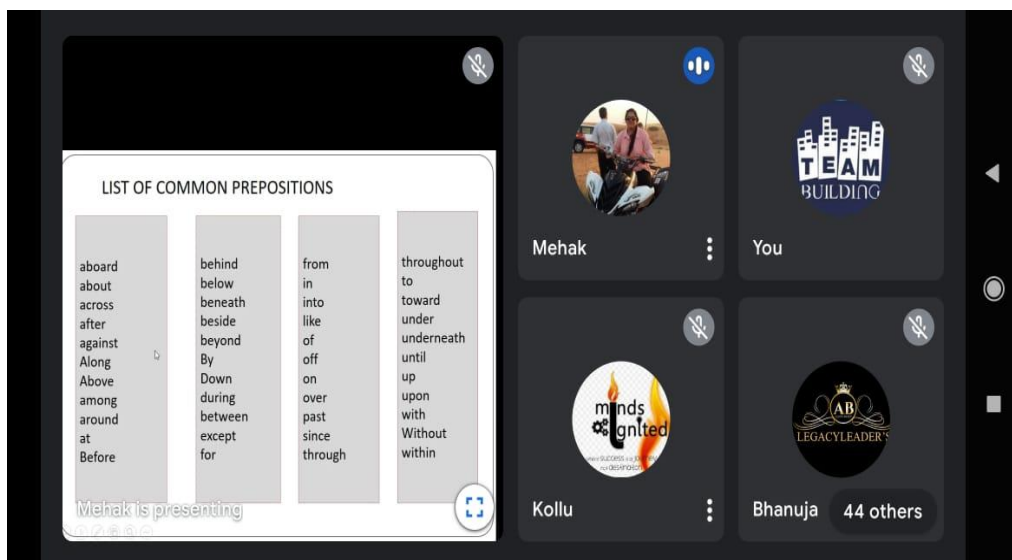 LIST OF COMMON PREPOSITIONS
aboard
about
across
after
against
Along
Above
among
around
at
Before
behind
below
beneath
beside
beyond
By
Down
during
between
except
for
from
in
into
like
of
off
on
over
past
since
through
throughout
to
toward
under
underneath
until
up
upon
with
Without
within
Mehak is presenting
Mehak
TEAM
BUILDING
You
minds
Ignited
Kollu
AB
LEGACYLEADER'S
Bhanuja
44 others